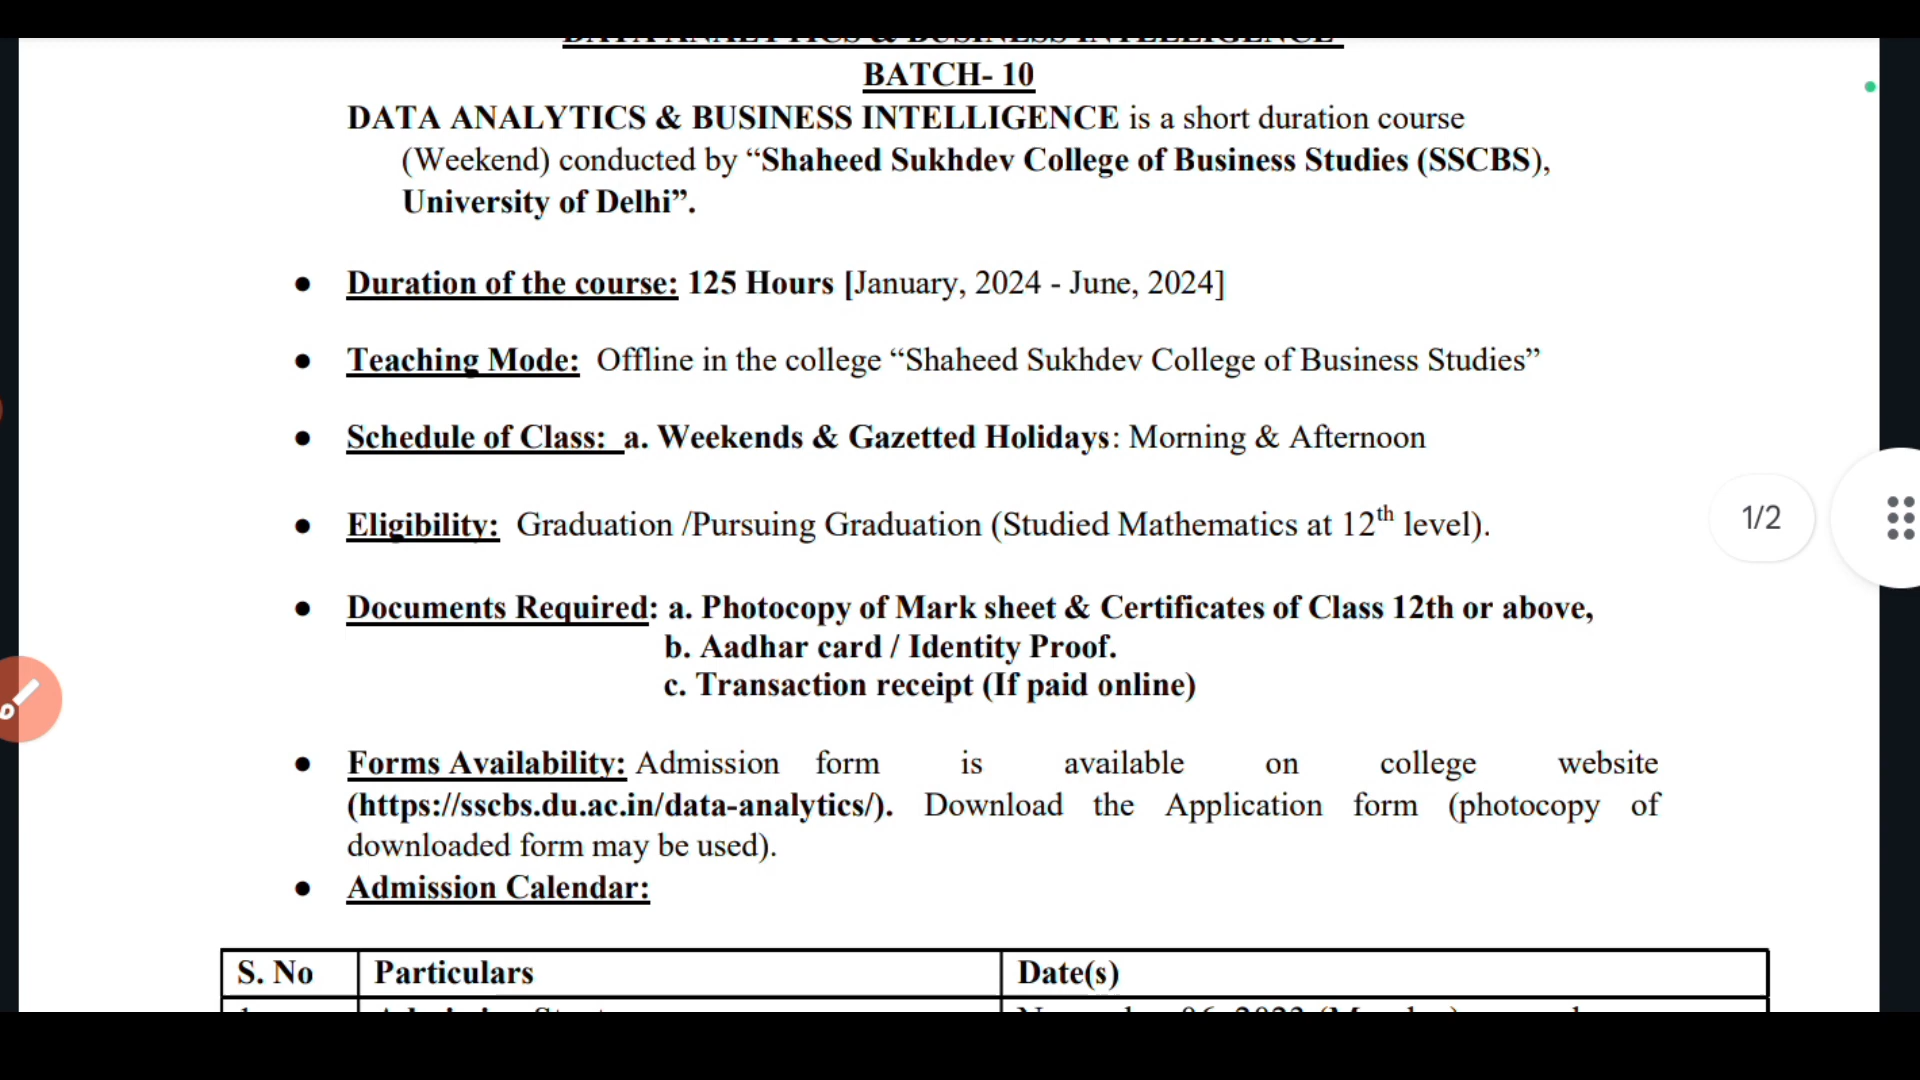 DATA ANALYTICS & BUSINESS INTELLIGENCE
BATCH- 10
DATA ANALYTICS & BUSINESS INTELLIGENCE is a short duration course
(Weekend) conducted by “Shaheed Sukhdev College of Business Studies (SSCBS),
University of Delhi”.
● Duration of the course: 125 Hours [January, 2024 - June, 2024]
● Teaching Mode: Offline in the college “Shaheed Sukhdev College of Business Studies”
● Schedule of Class: a. Weekends & Gazetted Holidays: Morning & Afternoon
● Eligibility: Graduation /Pursuing Graduation (Studied Mathematics at 12th level).
● Documents Required: a. Photocopy of Mark sheet & Certificates of Class 12th or above,
b. Aadhar card / Identity Proof.
c. Transaction receipt (If paid online)
● Forms Availability: Admission form is available on college website
(https://sscbs.du.ac.in/data-analytics/). Download the Application form (photocopy of
downloaded form may be used).
● Admission Calendar:
S. No Particulars Date(s)
1/2